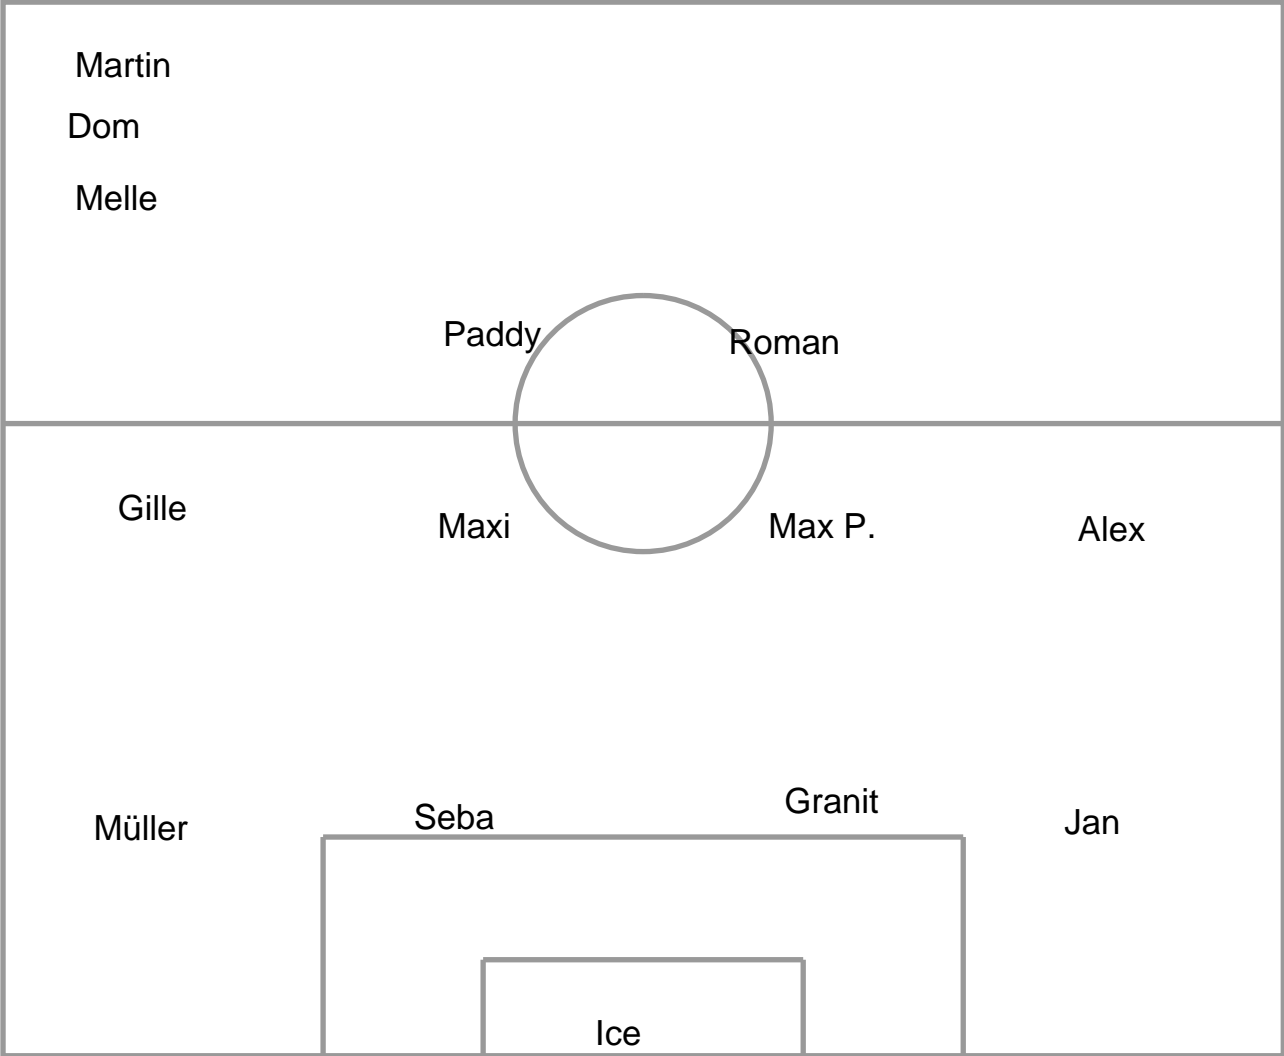 Martin
Dom
Melle
Paddy Roman
Gille Maxi Max P. Alex
Müller Seba Granit Jan
Ice